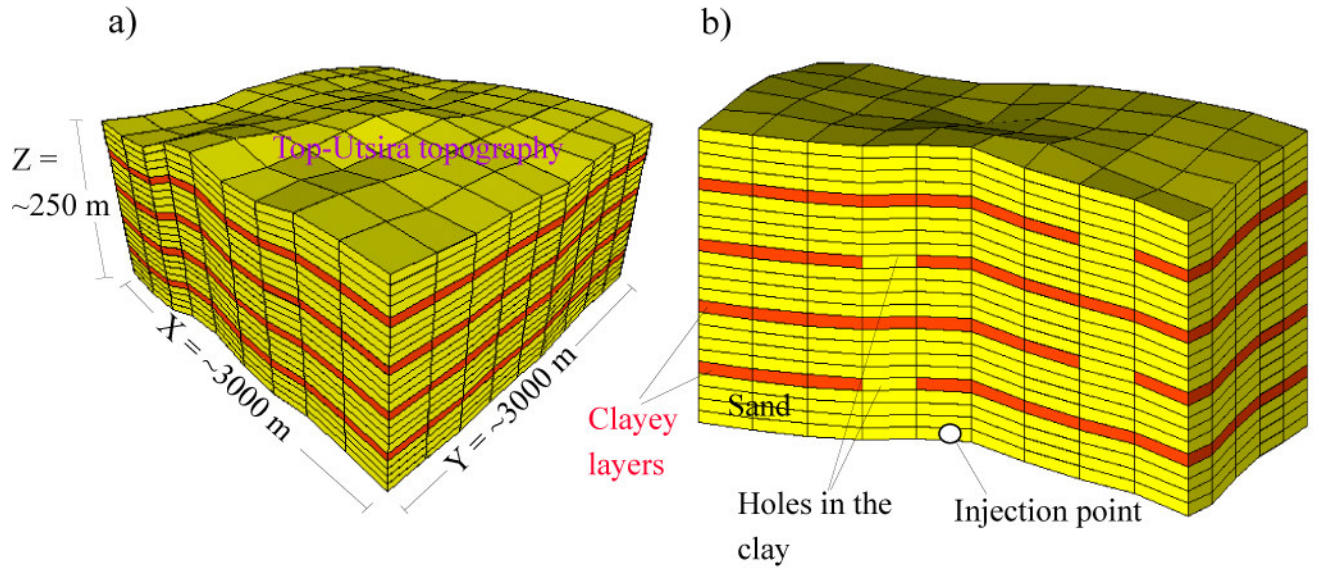 a)
b)
Z =
~250 m
Top-Utsira topography
X = ~3000 m
Y = ~3000 m
Clayey
layers
Sand
Holes in the
clay
Injection point